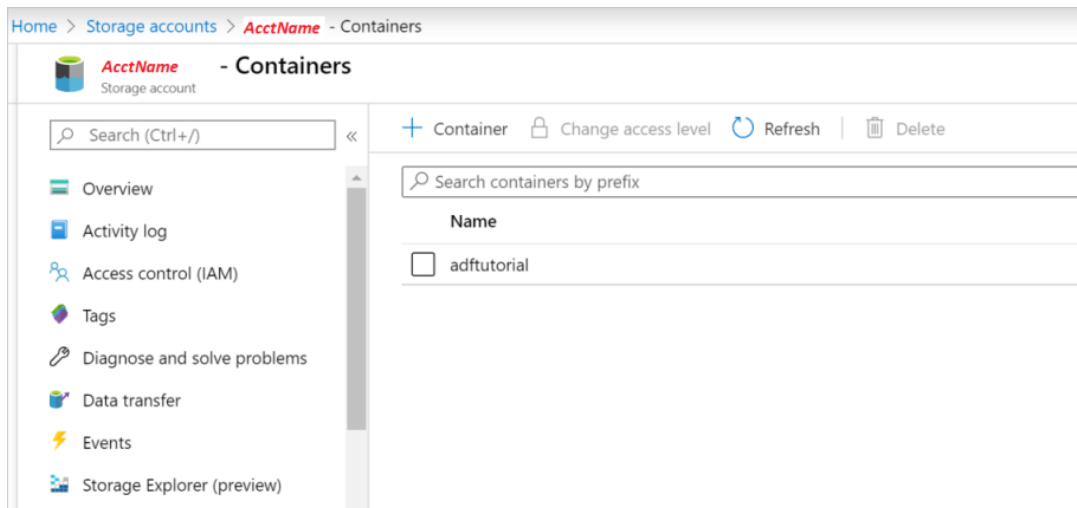 Home > Storage accounts > AcctName - Containers
AcctName - Containers
Storage account
Search (Ctrl+/)
«
Container
Change access level
Refresh
Delete
Search containers by prefix
Name
adftutorial
Overview
Activity log
Access control (IAM)
Tags
Diagnose and solve problems
Data transfer
Events
Storage Explorer (preview)